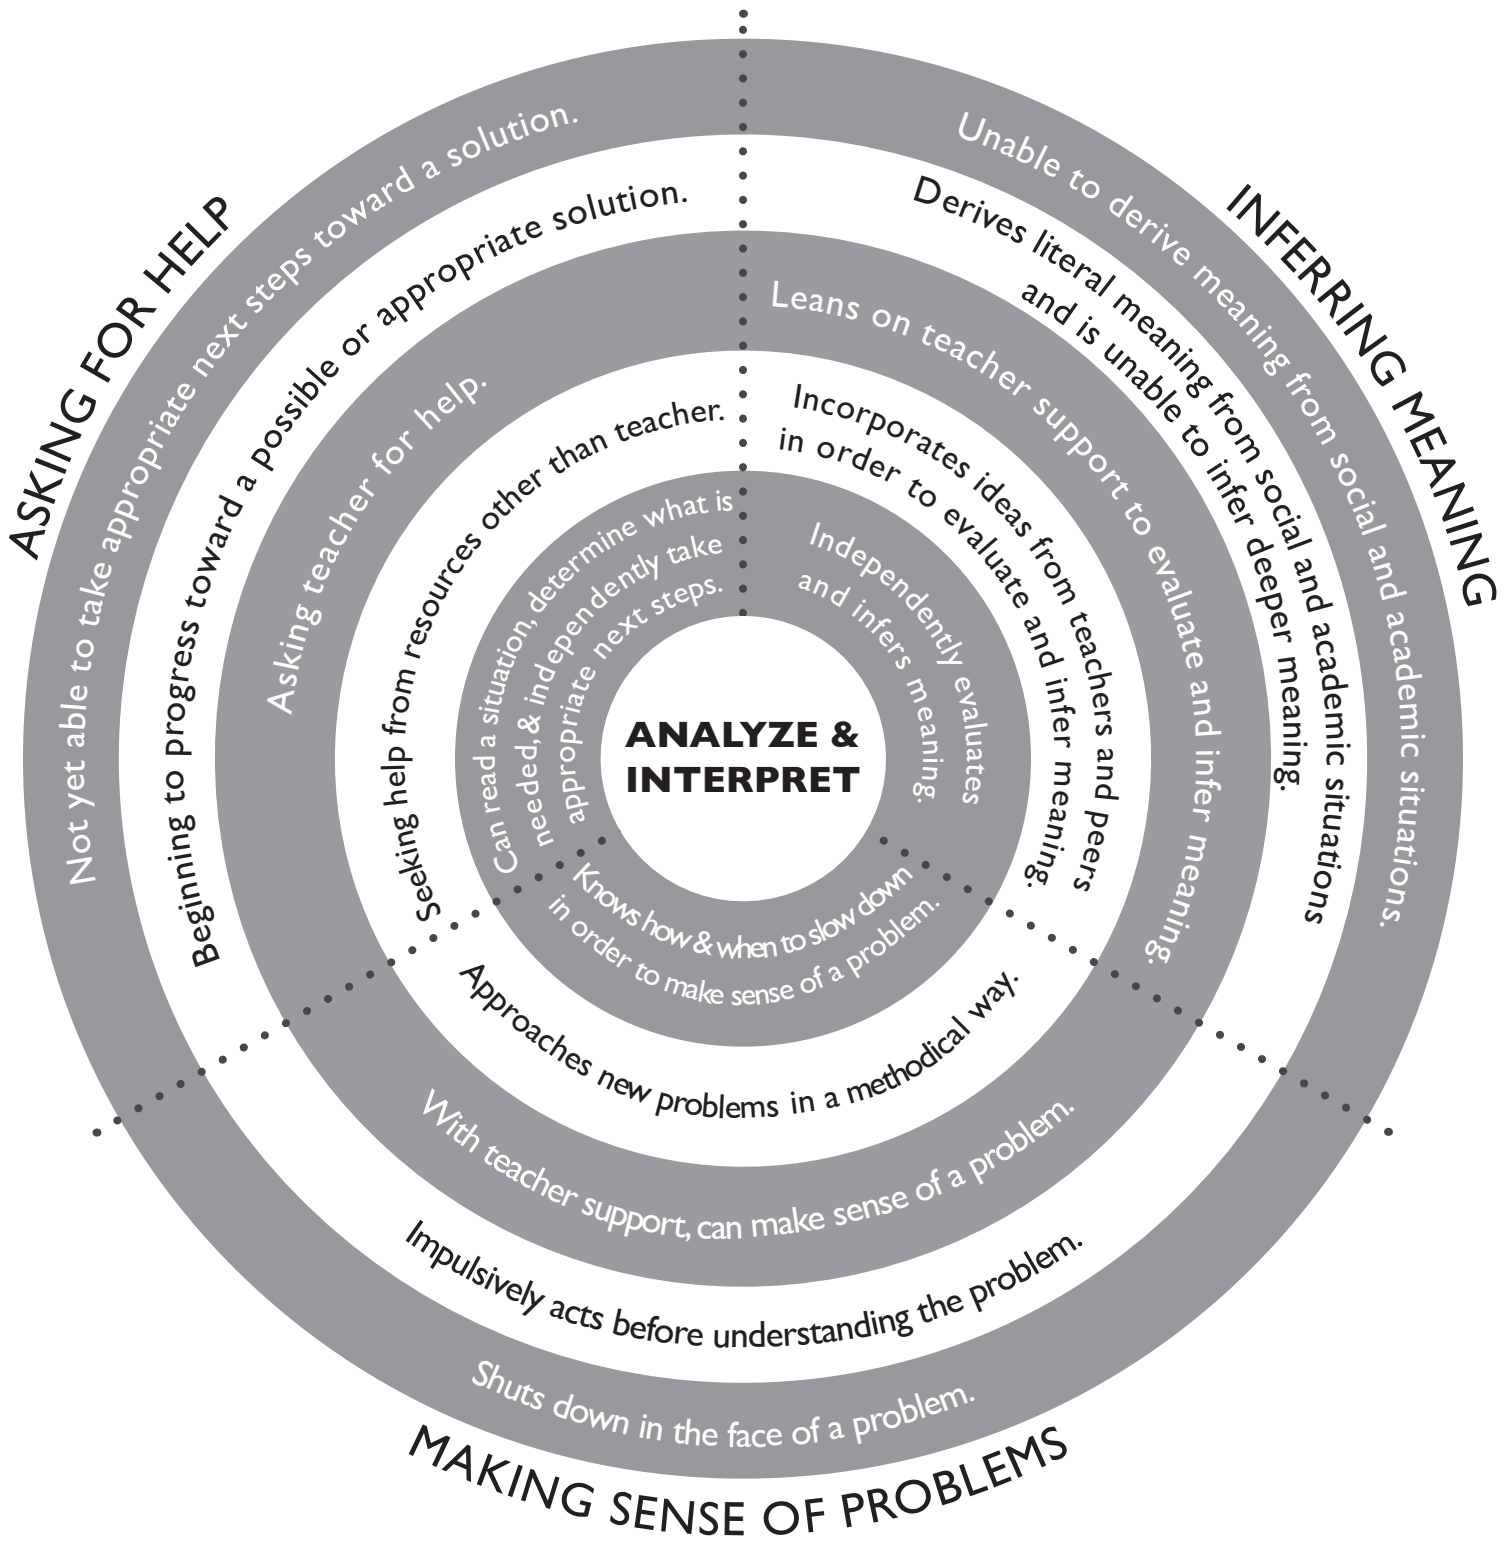 ASKING FOR HELP
Not yet able to take appropriate next steps toward a solution.
Beginning to progress toward a possible or appropriate solution.
Asking teacher for help.
Seeking help from resources other than teacher.
Can read a situation, determine what is
needed, & independently take
appropriate next steps.
INFERRING MEANING
Unable to derive meaning from social and academic situations.
Derives literal meaning from social and academic situations
and is unable to infer deeper meaning.
Leans on teacher support to evaluate and infer meaning.
Incorporates ideas from teachers and peers
in order to evaluate and infer meaning.
Independently evaluates
and infers meaning.
ANALYZE &
INTERPRET
Knows how & when to slow down
in order to make sense of a problem.
Approaches new problems in a methodical way.
With teacher support, can make sense of a problem.
Impulsively acts before understanding the problem.
Shuts down in the face of a problem.
MAKING SENSE OF PROBLEMS